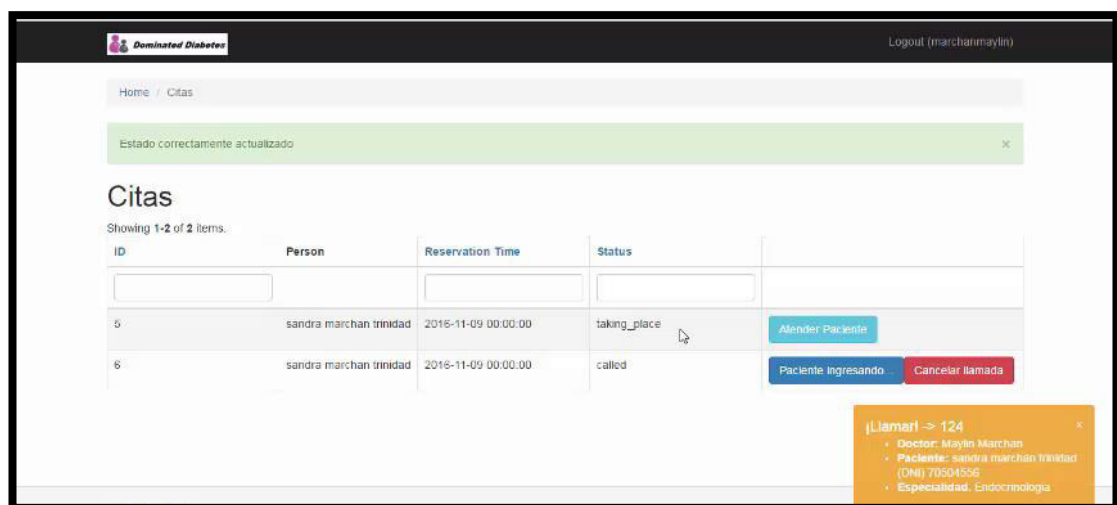 Dominated Diabetes
Logout (marchanmaylin)
Home / Citas
Estado correctamente actualizado ×
Citas
Showing 1-2 of 2 items.
ID Person Reservation Time Status
5 sandra marchan trinidad 2016-11-09 00:00:00 taking_place Atender Paciente
6 sandra marchan trinidad 2016-11-09 00:00:00 called Paciente ingresando... Cancelar llamada
¡Llamar! -> 124 ×
Doctor: Maylin Marchan
Paciente: sandra marchan trinidad
(DNI) 70504556
Especialidad. Endocrinologia